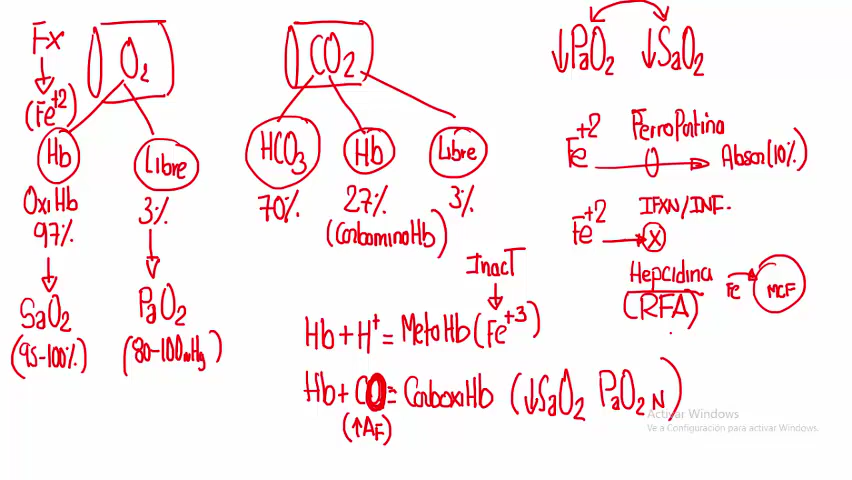 Fx
(Fe+2)
O2
Hb
Libre
OxiHb
97%
3%
SaO2
(95-100%)
PaO2
(80-100mmHg)
CO2
HCO3
Hb
Libre
70%
27%
3%
(CarbaminoHb)
Inact
Hb + H+ = MetaHb (Fe+3)
Hb + CO = CarboxiHb (↓SaO2 PaO2 N)
(↑AF)
↓PaO2 ↓SaO2
Fe+2 Ferroportina Absor (10%)
Fe+2 IFXN/INF.
X
Hepcidina
(RFA)
Fe
MCF
Activar Windows
Ve a Configuración para activar Windows.